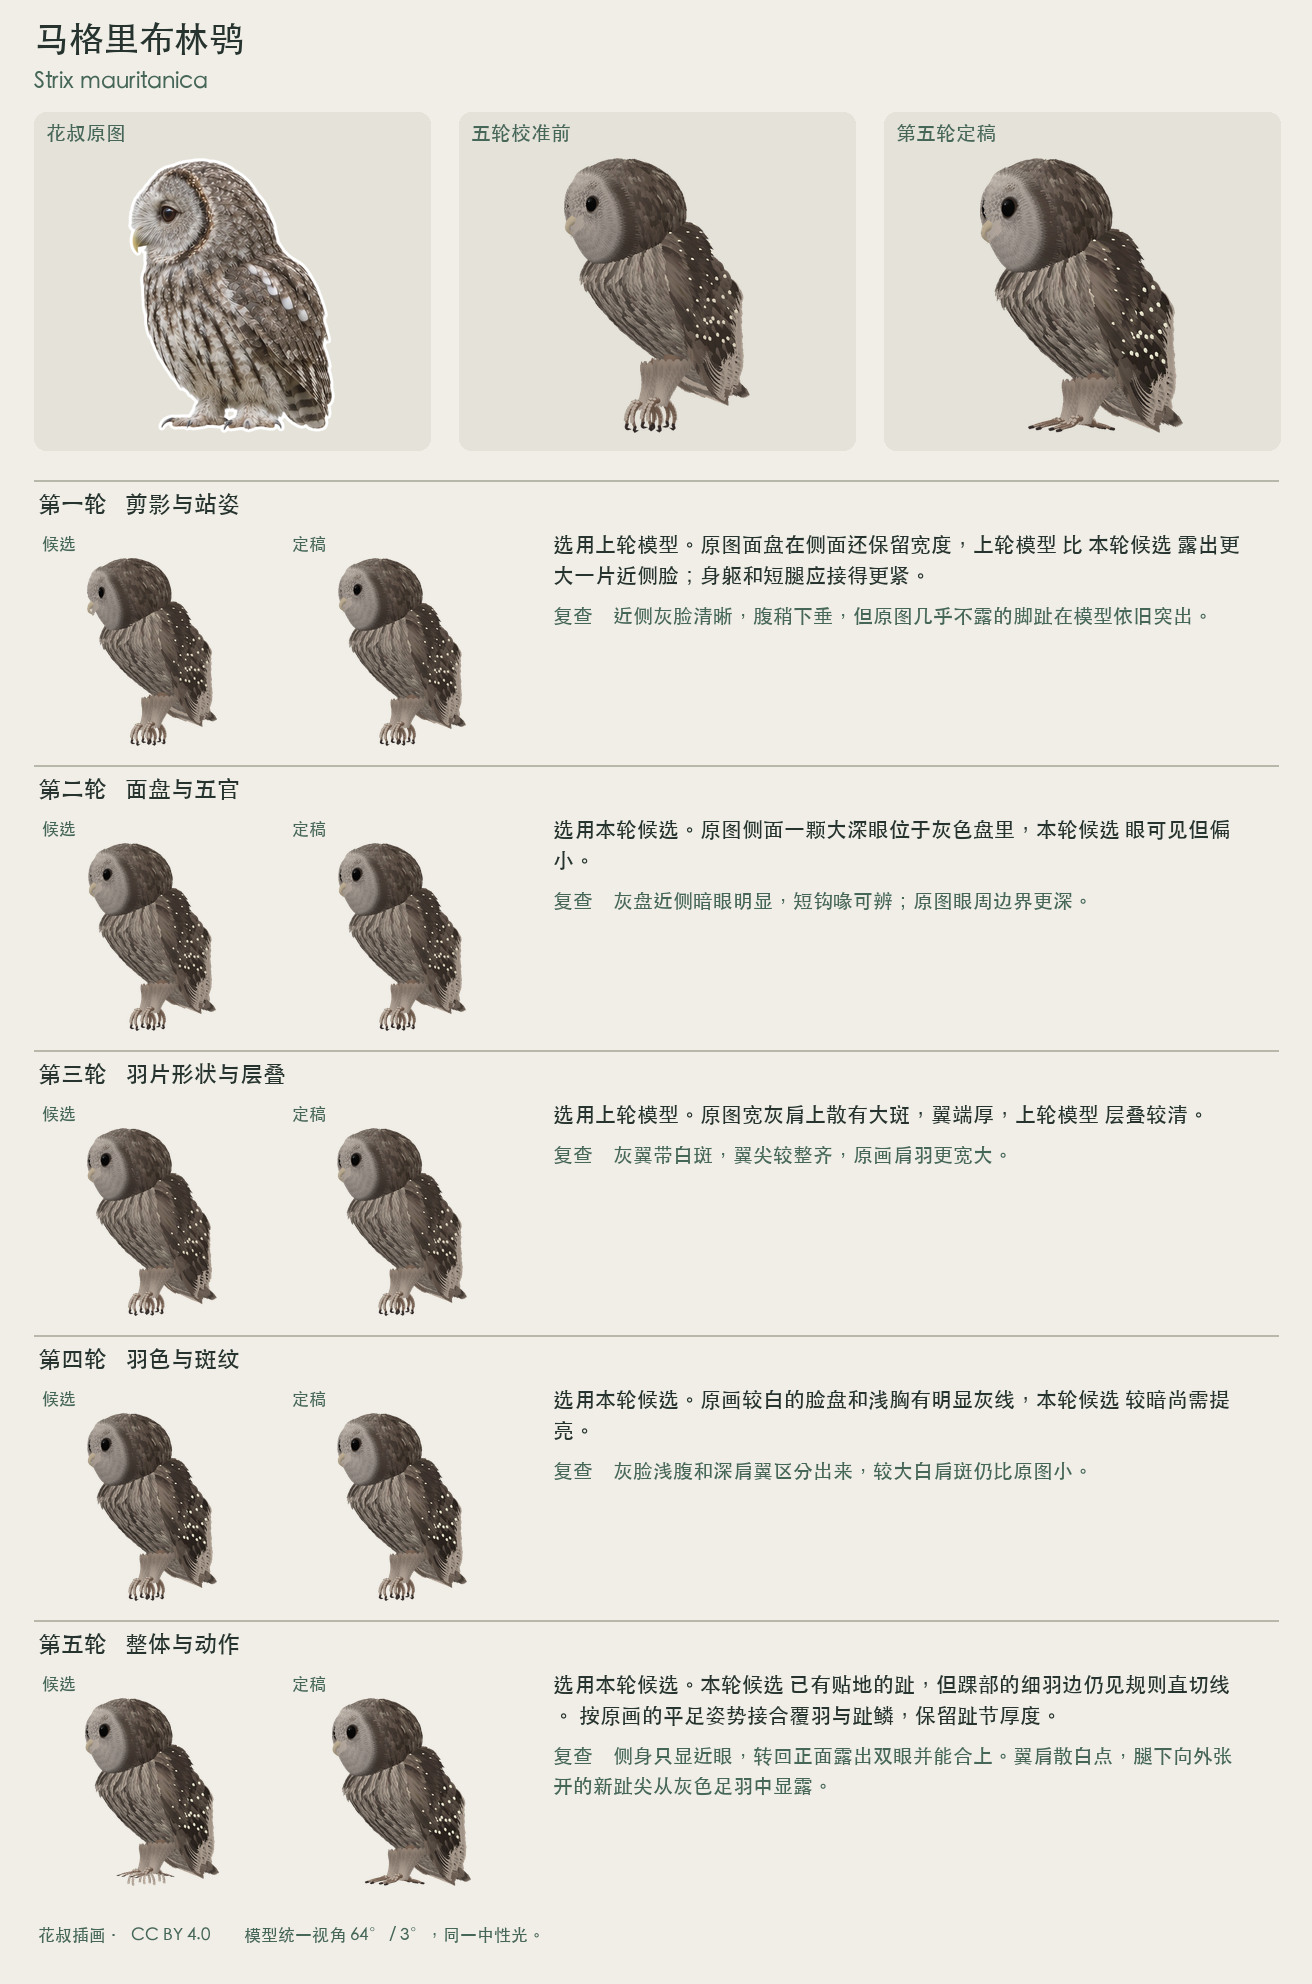 马格里布林鸮
Strix mauritanica
花叔原图
五轮校准前
第五轮定稿
第一轮 剪影与站姿
候选
定稿
选用上轮模型。原图面盘在侧面还保留宽度，上轮模型 比 本轮候选 露出更
大一片近侧脸；身躯和短腿应接得更紧。
复查 近侧灰脸清晰，腹稍下垂，但原图几乎不露的脚趾在模型依旧突出。
第二轮 面盘与五官
候选
定稿
选用本轮候选。原图侧面一颗大深眼位于灰色盘里，本轮候选 眼可见但偏
小。
复查 灰盘近侧暗眼明显，短钩喙可辨；原图眼周边界更深。
第三轮 羽片形状与层叠
候选
定稿
选用上轮模型。原图宽灰肩上散有大斑，翼端厚，上轮模型 层叠较清。
复查 灰翼带白斑，翼尖较整齐，原画肩羽更宽大。
第四轮 羽色与斑纹
候选
定稿
选用本轮候选。原画较白的脸盘和浅胸有明显灰线，本轮候选 较暗尚需提
亮。
复查 灰脸浅腹和深肩翼区分出来，较大白肩斑仍比原图小。
第五轮 整体与动作
候选
定稿
选用本轮候选。本轮候选 已有贴地的趾，但踝部的细羽边仍见规则直切线
。 按原画的平足姿势接合覆羽与趾鳞，保留趾节厚度。
复查 侧身只显近眼，转回正面露出双眼并能合上。翼肩散白点，腿下向外张
开的新趾尖从灰色足羽中显露。
花叔插画 · CC BY 4.0 模型统一视角 64° / 3° ，同一中性光。